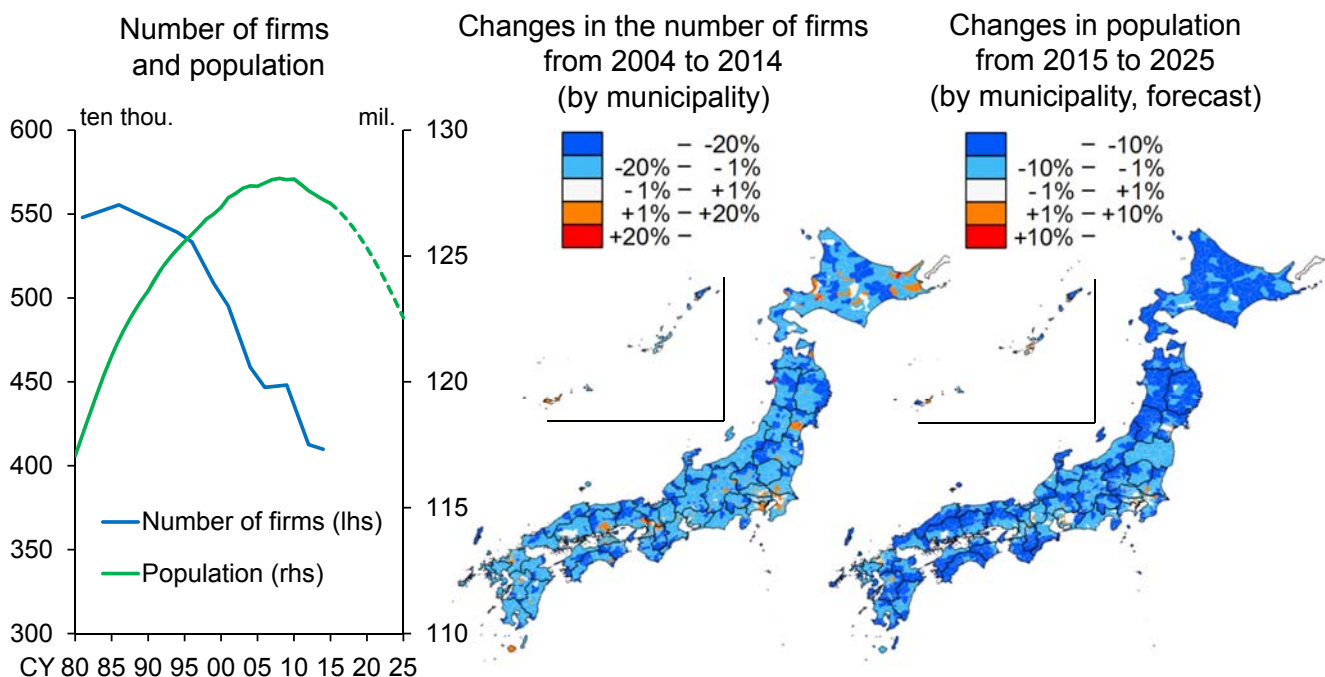 Number of firms
and population
ten thou.
mil.
600
550
500
450
400
350
300
130
125
120
115
110
Number of firms (lhs)
Population (rhs)
CY 80 85 90 95 00 05 10 15 20 25
Changes in the number of firms
from 2004 to 2014
(by municipality)
– -20%
-20% – -1%
-1% – +1%
+1% – +20%
+20% –
Changes in population
from 2015 to 2025
(by municipality, forecast)
– -10%
-10% – -1%
-1% – +1%
+1% – +10%
+10% –